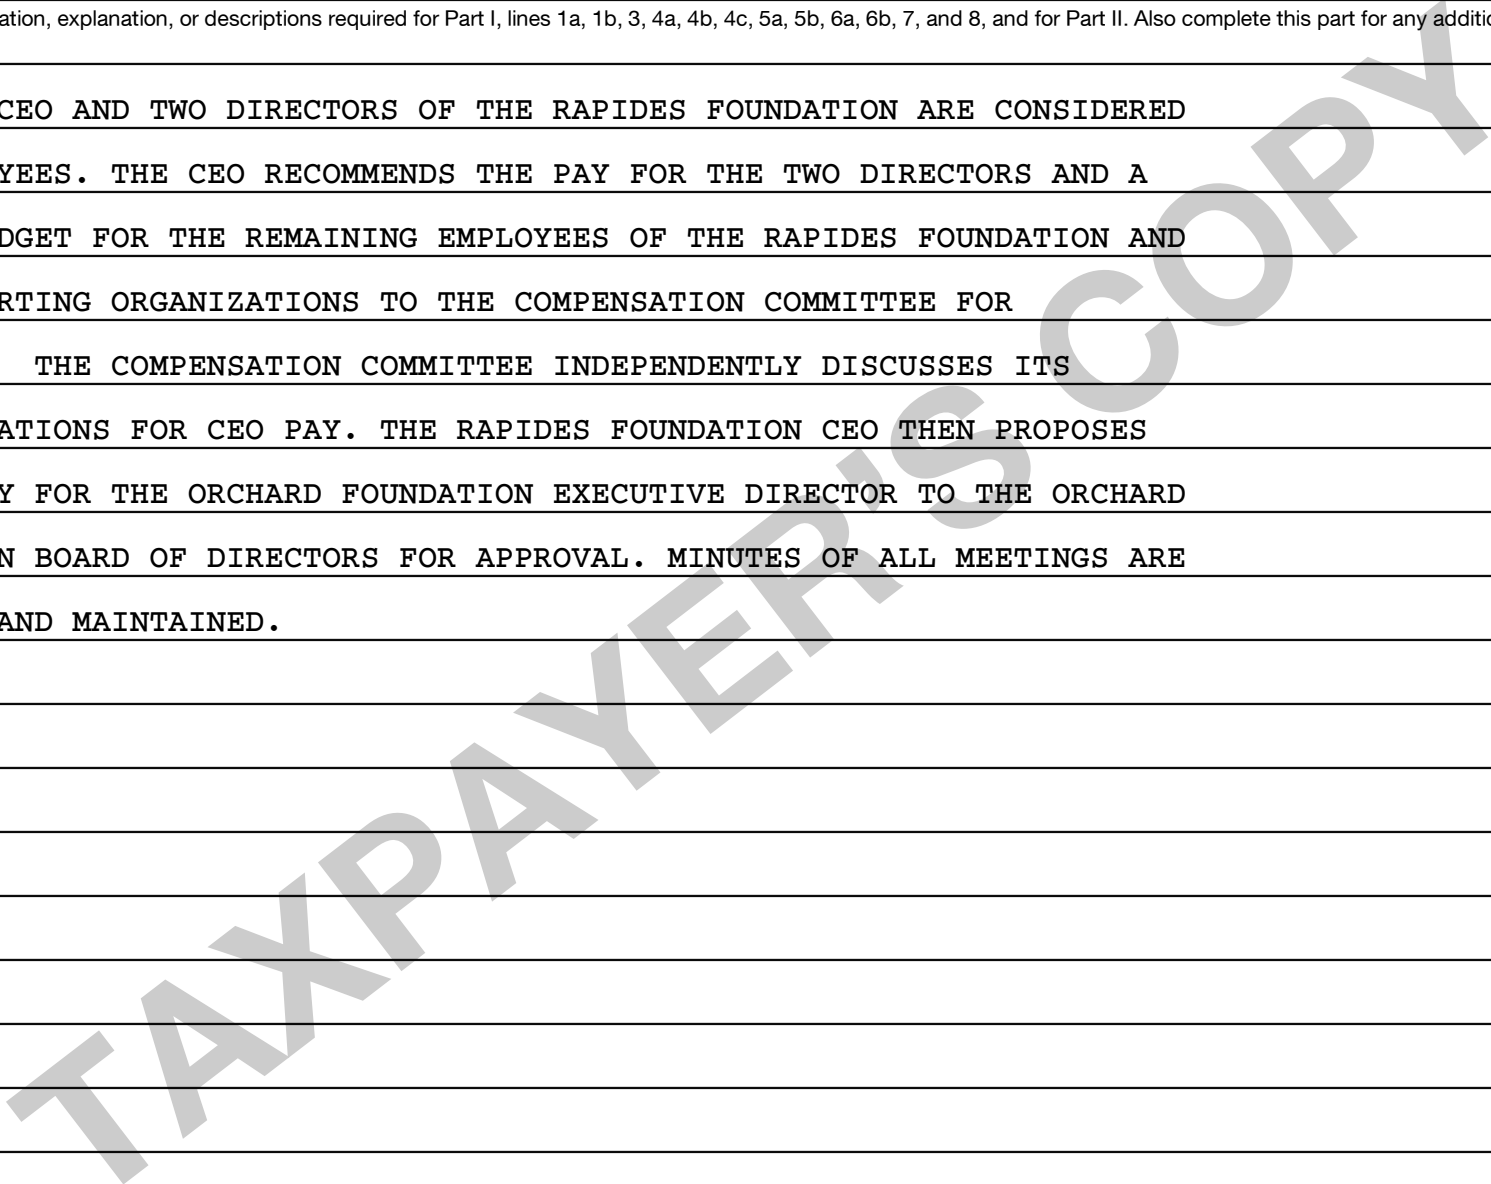 ation, explanation, or descriptions required for Part I, lines 1a, 1b, 3, 4a, 4b, 4c, 5a, 5b, 6a, 6b, 7, and 8, and for Part II. Also complete this part for any additio
CEO AND TWO DIRECTORS OF THE RAPIDES FOUNDATION ARE CONSIDERED
YEES. THE CEO RECOMMENDS THE PAY FOR THE TWO DIRECTORS AND A
DGET FOR THE REMAINING EMPLOYEES OF THE RAPIDES FOUNDATION AND
RTING ORGANIZATIONS TO THE COMPENSATION COMMITTEE FOR
THE COMPENSATION COMMITTEE INDEPENDENTLY DISCUSSES ITS
ATIONS FOR CEO PAY. THE RAPIDES FOUNDATION CEO THEN PROPOSES
Y FOR THE ORCHARD FOUNDATION EXECUTIVE DIRECTOR TO THE ORCHARD
N BOARD OF DIRECTORS FOR APPROVAL. MINUTES OF ALL MEETINGS ARE
AND MAINTAINED.
TAXPAYER'S COPY